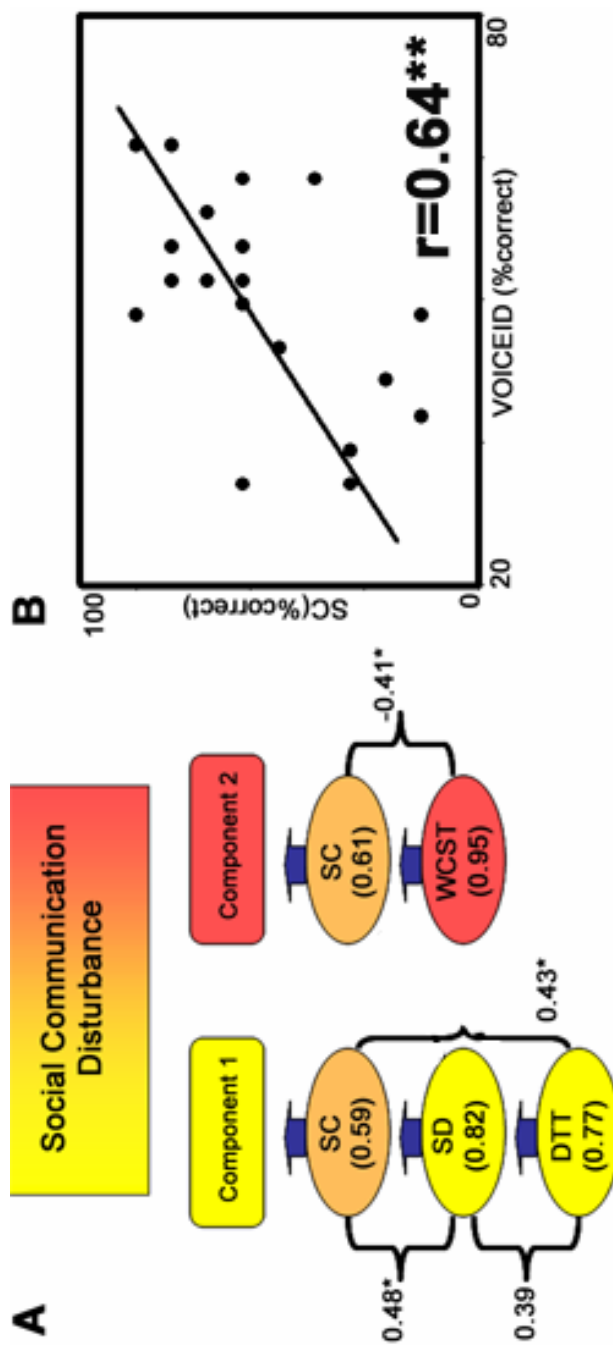 A
Social Communication
Disturbance
Component 1
SC
(0.59)
SD
(0.82)
DTT
(0.77)
0.48*
0.39
0.43*
Component 2
SC
(0.61)
WCST
(0.95)
-0.41*
B
100
SC(%correct)
0
20
80
VOICEID (%correct)
r=0.64**